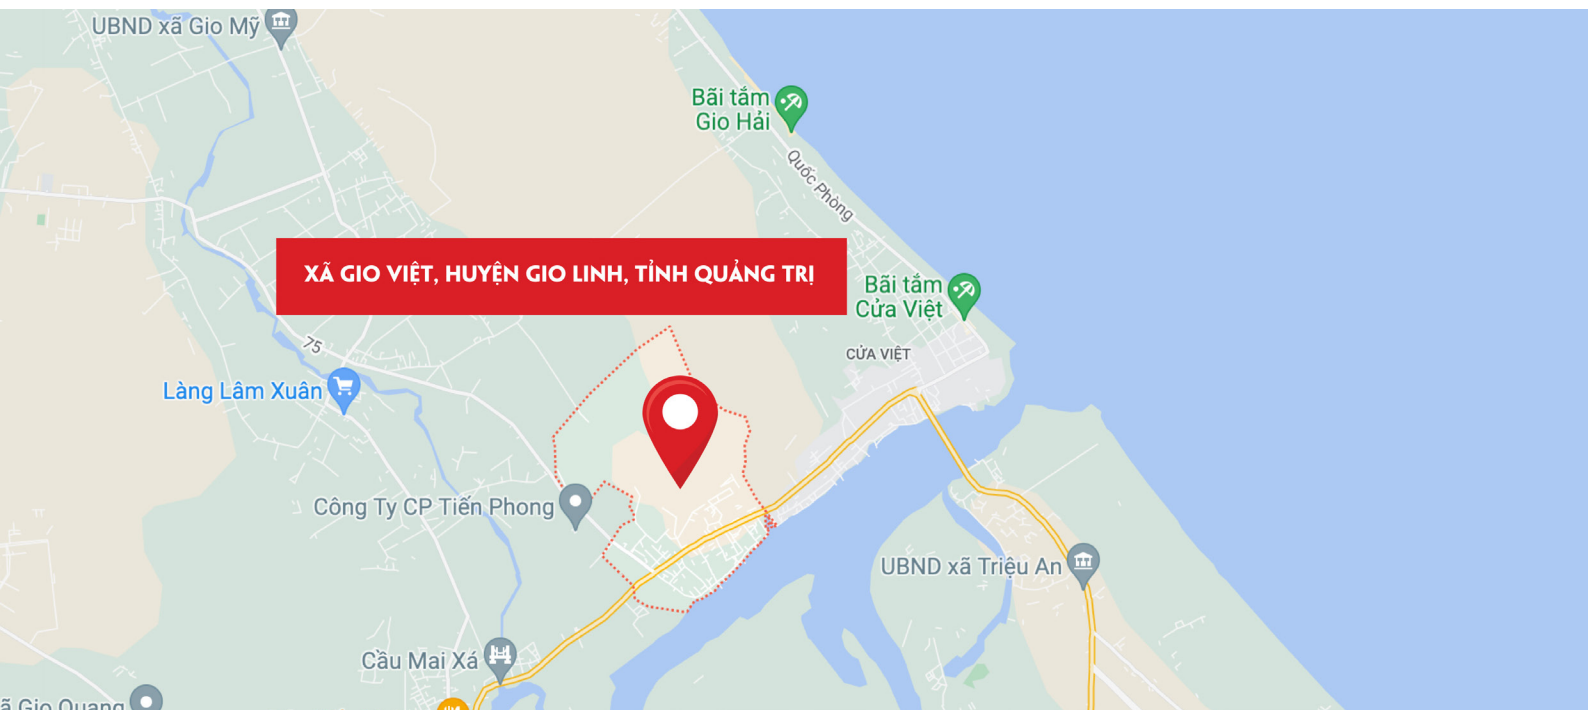 UBND xã Gio Mỹ
Bãi tắm
Gio Hải
Quốc Phòng
XÃ GIO VIỆT, HUYỆN GIO LINH, TỈNH QUẢNG TRỊ
Bãi tắm
Cửa Việt
CỬA VIỆT
75
Làng Lâm Xuân
Công Ty CP Tiến Phong
UBND xã Triệu An
Cầu Mai Xá
ã Gio Quang